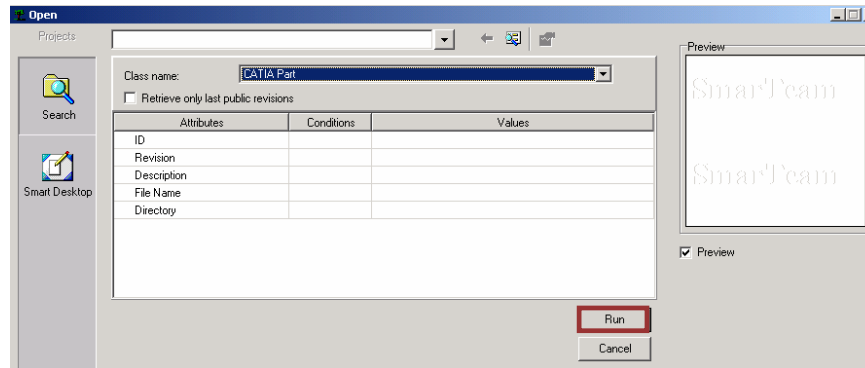 Open
Projects
Search
Smart Desktop
Class name: CATIA Part
Retrieve only last public revisions
Attributes Conditions Values
ID
Revision
Description
File Name
Directory
Run
Cancel
Preview
SmarTeam
SmarTeam
Preview